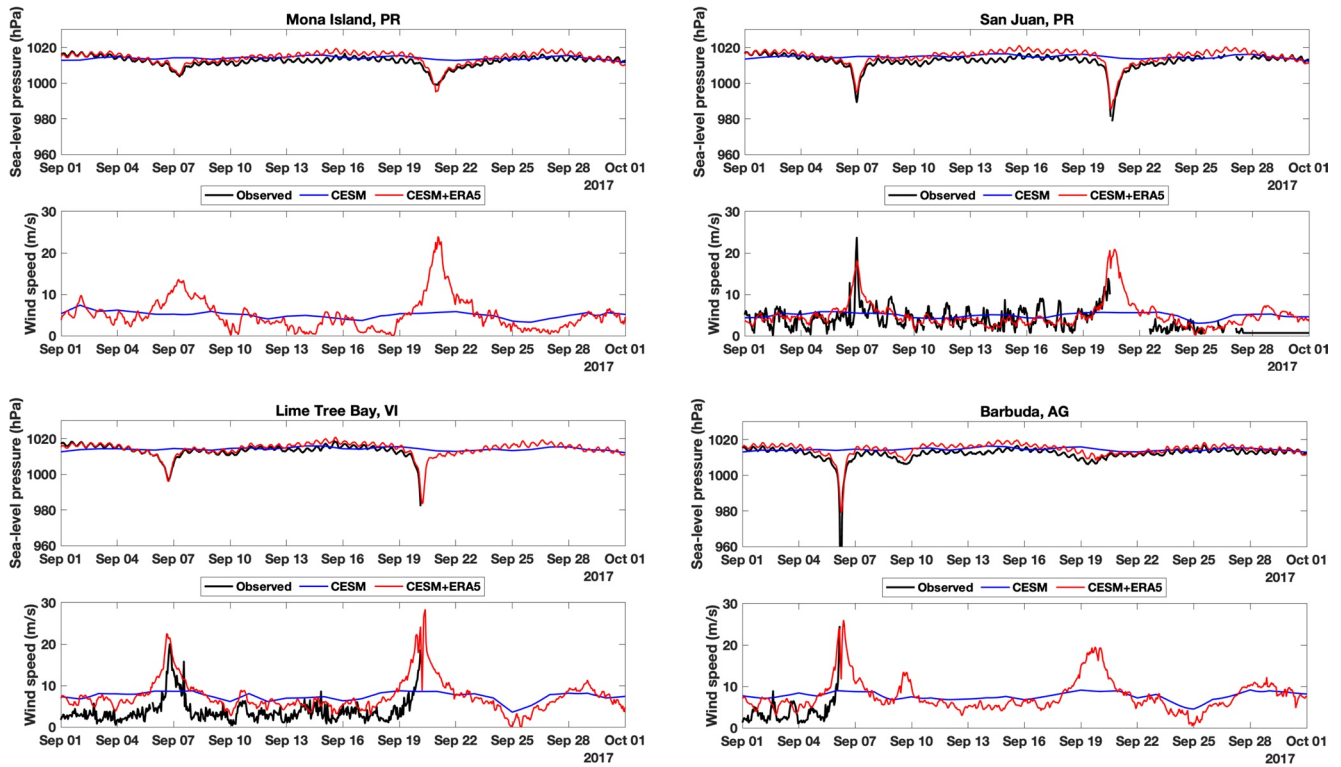 Mona Island, PR
Sea-level pressure (hPa)
1020
1000
980
960
Sep 01 Sep 04 Sep 07 Sep 10 Sep 13 Sep 16 Sep 19 Sep 22 Sep 25 Sep 28 Oct 01
2017
Observed CESM CESM+ERA5
Wind speed (m/s)
30
20
10
0
Sep 01 Sep 04 Sep 07 Sep 10 Sep 13 Sep 16 Sep 19 Sep 22 Sep 25 Sep 28 Oct 01
2017
San Juan, PR
Sea-level pressure (hPa)
1020
1000
980
960
Sep 01 Sep 04 Sep 07 Sep 10 Sep 13 Sep 16 Sep 19 Sep 22 Sep 25 Sep 28 Oct 01
2017
Observed CESM CESM+ERA5
Wind speed (m/s)
30
20
10
0
Sep 01 Sep 04 Sep 07 Sep 10 Sep 13 Sep 16 Sep 19 Sep 22 Sep 25 Sep 28 Oct 01
2017
Lime Tree Bay, VI
Sea-level pressure (hPa)
1020
1000
980
960
Sep 01 Sep 04 Sep 07 Sep 10 Sep 13 Sep 16 Sep 19 Sep 22 Sep 25 Sep 28 Oct 01
2017
Observed CESM CESM+ERA5
Wind speed (m/s)
30
20
10
0
Sep 01 Sep 04 Sep 07 Sep 10 Sep 13 Sep 16 Sep 19 Sep 22 Sep 25 Sep 28 Oct 01
2017
Barbuda, AG
Sea-level pressure (hPa)
1020
1000
980
960
Sep 01 Sep 04 Sep 07 Sep 10 Sep 13 Sep 16 Sep 19 Sep 22 Sep 25 Sep 28 Oct 01
2017
Observed CESM CESM+ERA5
Wind speed (m/s)
30
20
10
0
Sep 01 Sep 04 Sep 07 Sep 10 Sep 13 Sep 16 Sep 19 Sep 22 Sep 25 Sep 28 Oct 01
2017